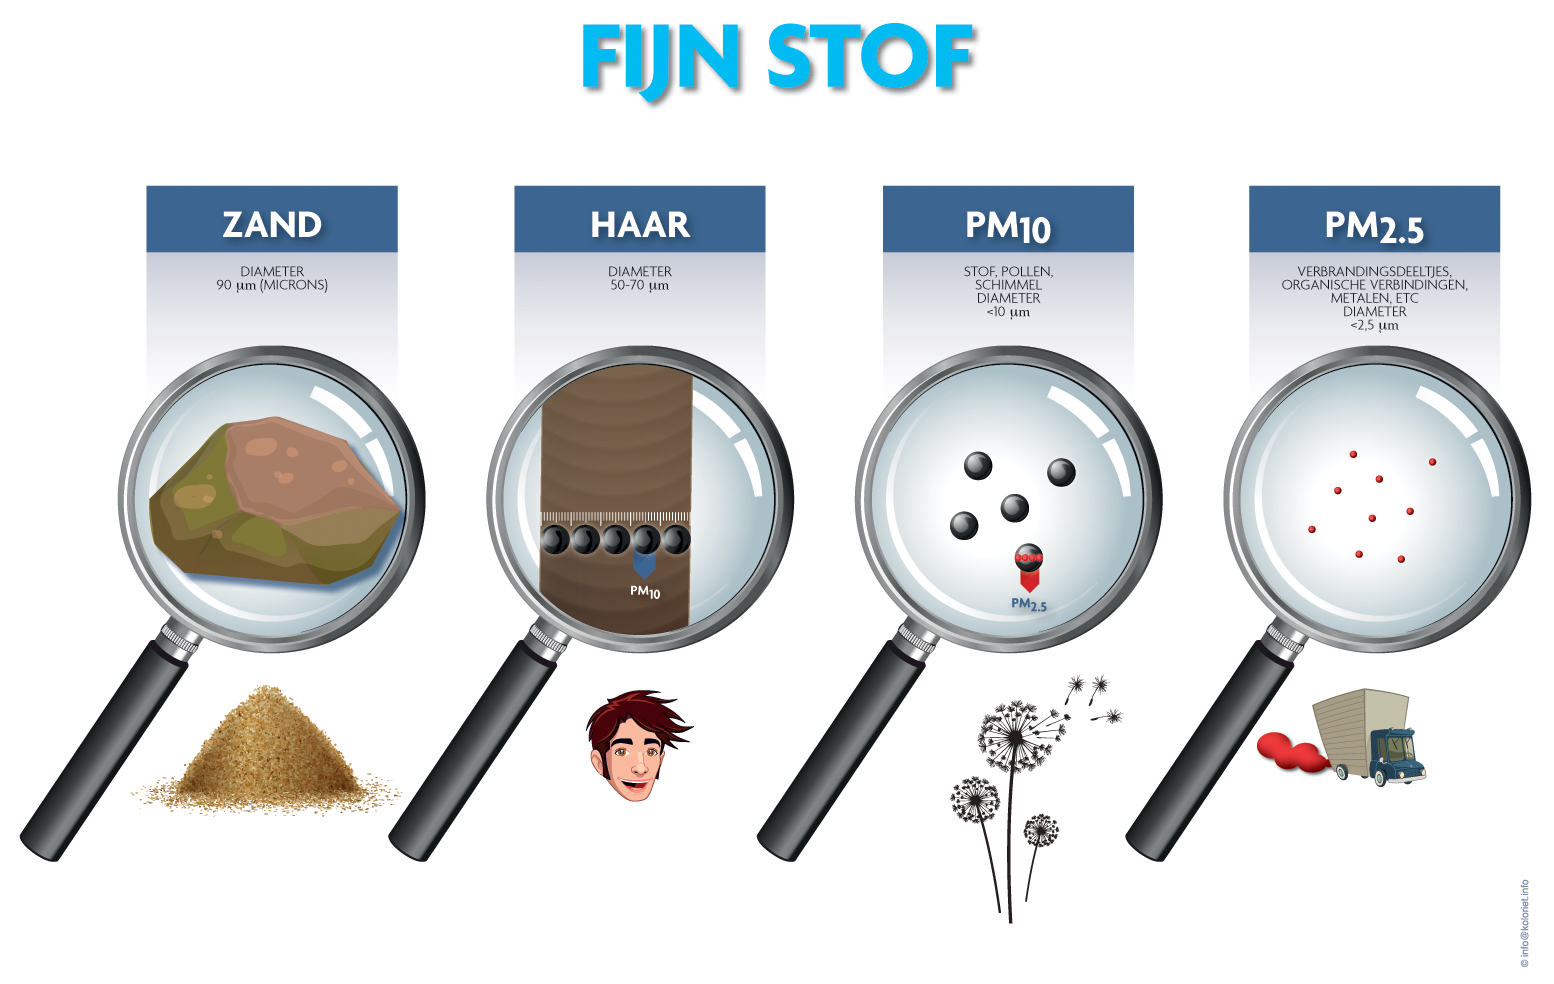 FIJN STOF
ZAND
DIAMETER
90 µm (MICRONS)
HAAR
DIAMETER
50-70 µm
PM10
PM10
STOF, POLLEN,
SCHIMMEL
DIAMETER
<10 µm
PM2.5
PM2.5
VERBRANDINGSDEELTJES,
ORGANISCHE VERBINDINGEN,
METALEN, ETC
DIAMETER
<2,5 µm
© info@koloriet.info